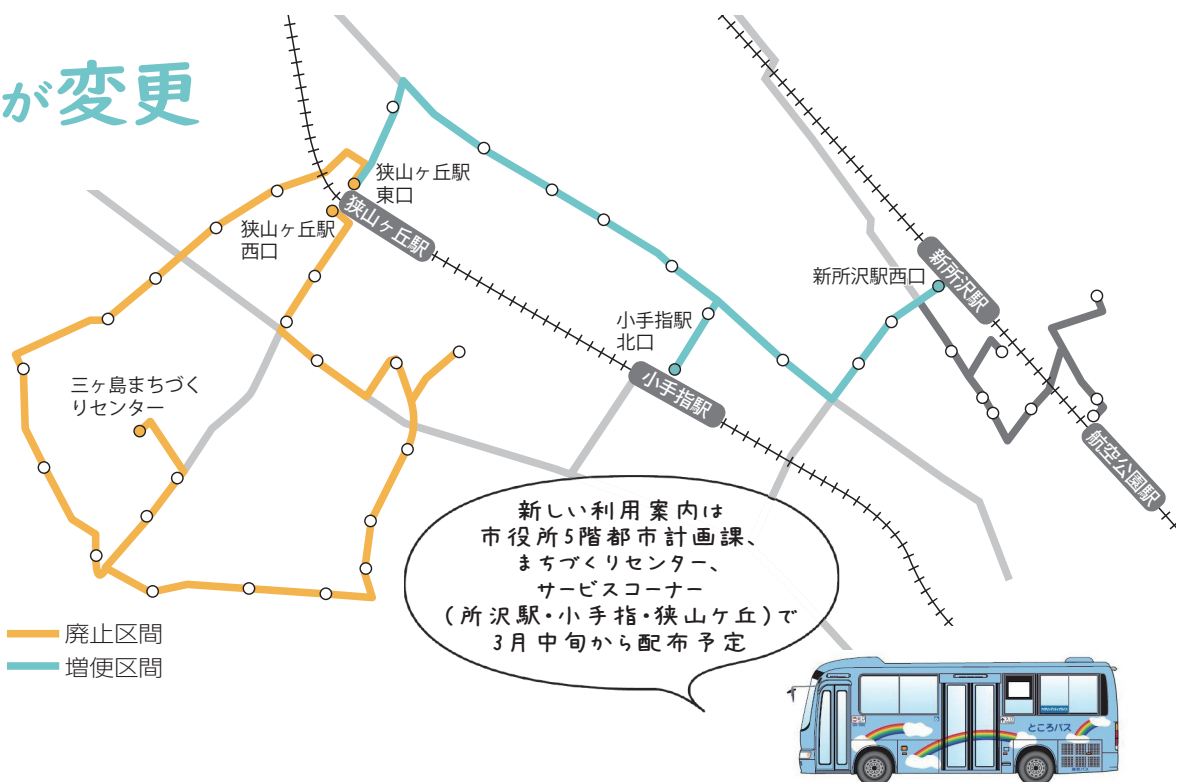 が変更
狭山ヶ丘駅
東口
狭山ヶ丘駅
西口
狭山ヶ丘駅
新所沢駅西口
新所沢駅
小手指駅
北口
小手指駅
三ヶ島まちづく
りセンター
航空公園駅
新しい利用案内は
市役所5階都市計画課、
まちづくりセンター、
サービスコーナー
(所沢駅・小手指・狭山ケ丘)で
3月中旬から配布予定
廃止区間
増便区間
ところバス